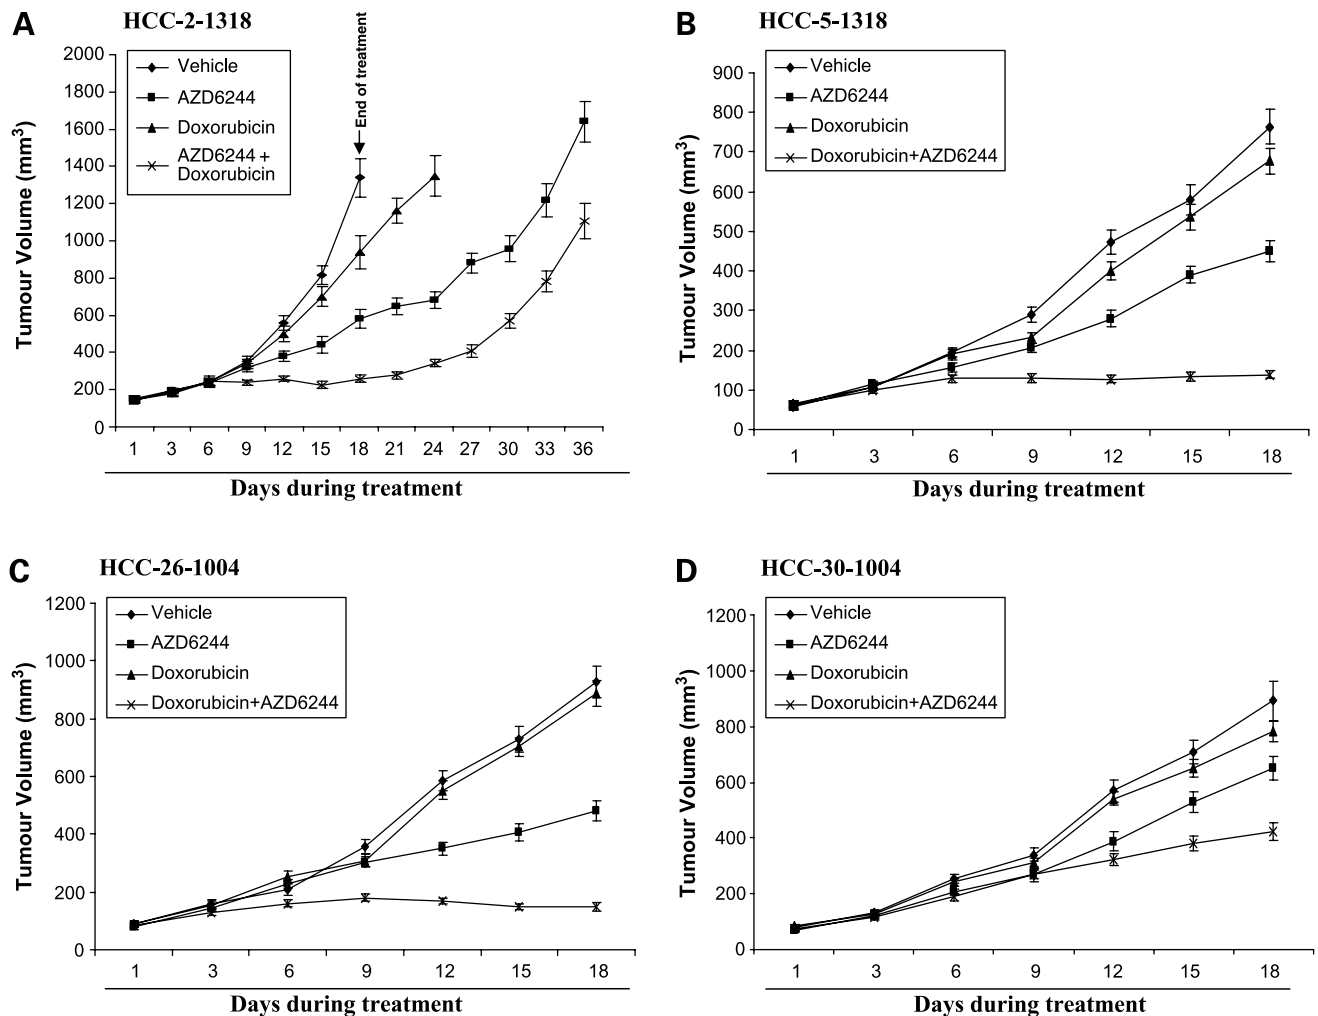 A
HCC-2-1318
Tumour Volume (mm³)
2000
1800
1600
1400
1200
1000
800
600
400
200
0
Vehicle
AZD6244
Doxorubicin
AZD6244 +
Doxorubicin
End of treatment
1 3 6 9 12 15 18 21 24 27 30 33 36
Days during treatment
B
HCC-5-1318
Tumour Volume (mm³)
900
800
700
600
500
400
300
200
100
0
Vehicle
AZD6244
Doxorubicin
Doxorubicin+AZD6244
1 3 6 9 12 15 18
Days during treatment
C
HCC-26-1004
Tumour Volume (mm³)
1200
1000
800
600
400
200
0
Vehicle
AZD6244
Doxorubicin
Doxorubicin+AZD6244
1 3 6 9 12 15 18
Days during treatment
D
HCC-30-1004
Tumour Volume (mm³)
1200
1000
800
600
400
200
0
Vehicle
AZD6244
Doxorubicin
Doxorubicin+AZD6244
1 3 6 9 12 15 18
Days during treatment